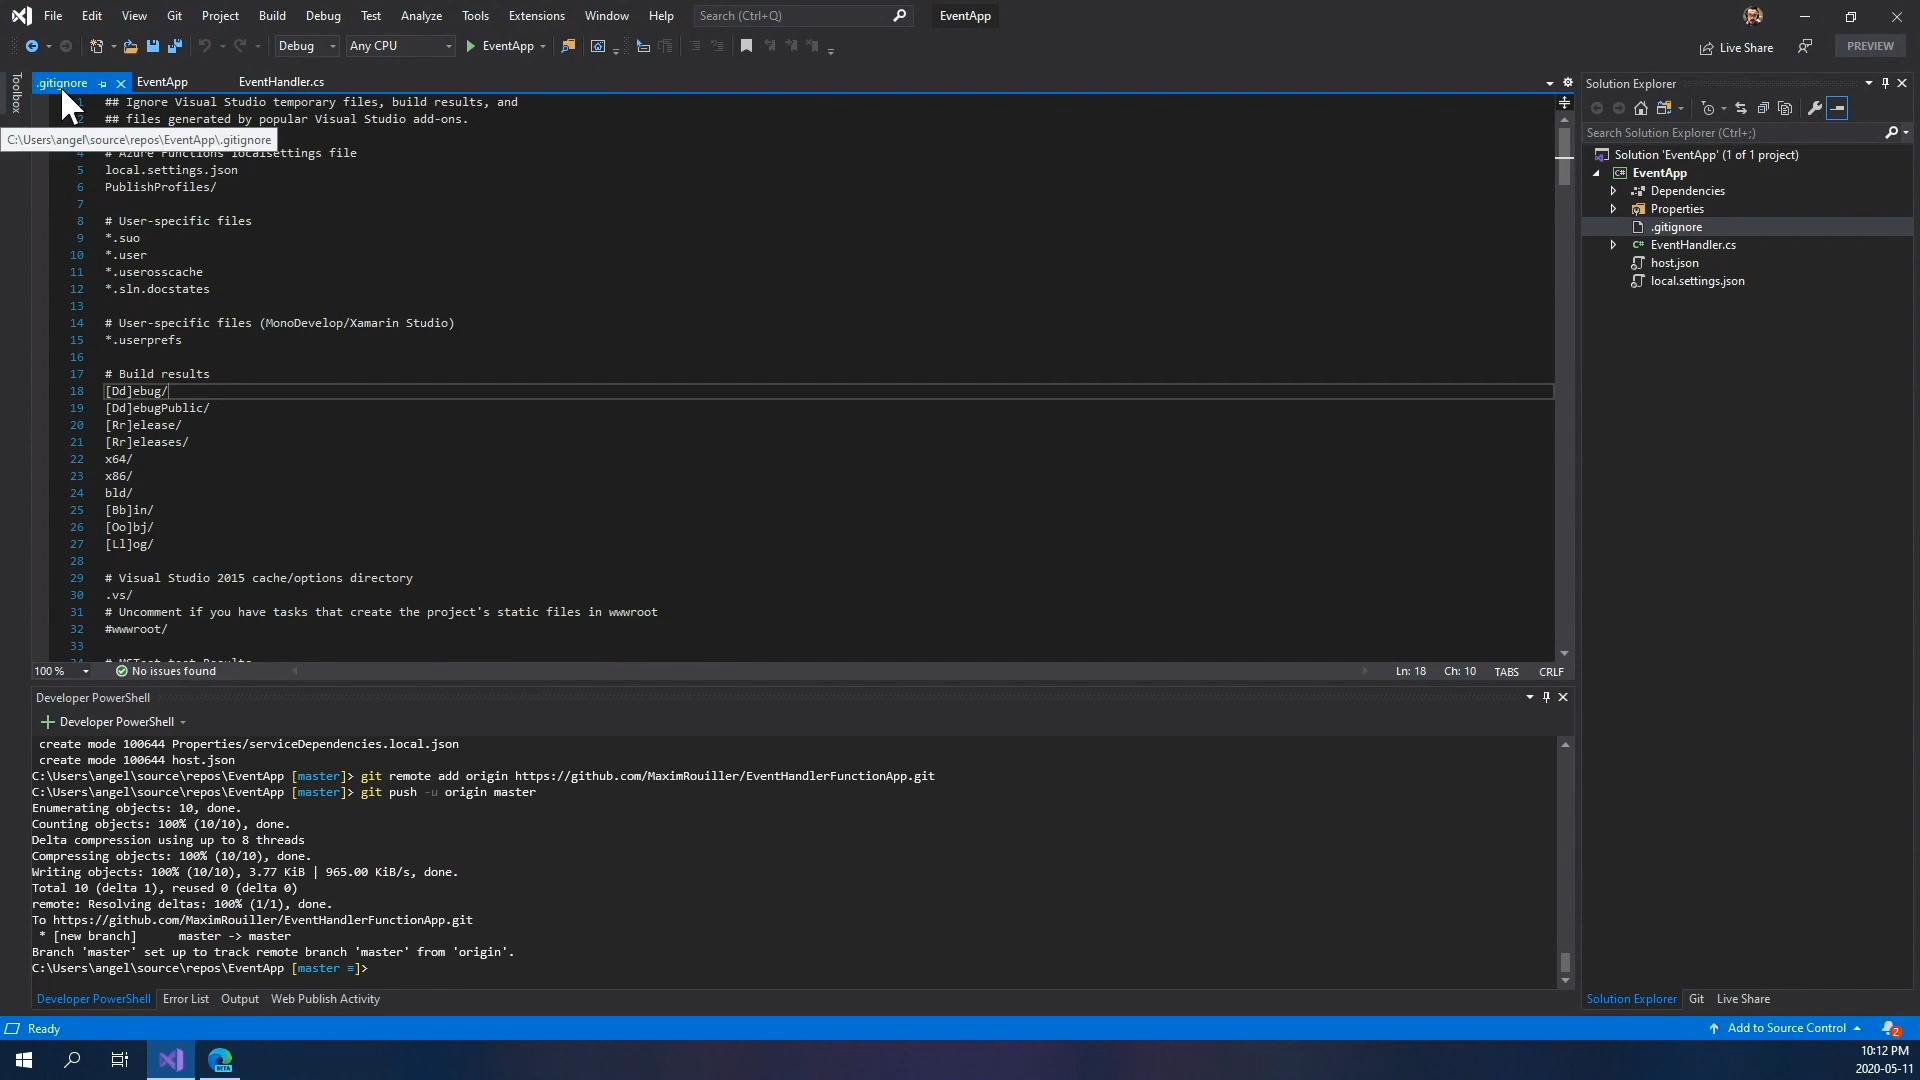 File Edit View Git Project Build Debug Test Analyze Tools Extensions Window Help Search (Ctrl+Q) EventApp
Debug Any CPU EventApp Live Share PREVIEW
Toolbox
.gitignore EventApp EventHandler.cs
1 ## Ignore Visual Studio temporary files, build results, and
2 ## files generated by popular Visual Studio add-ons.
C:\Users\angel\source\repos\EventApp\.gitignore
4 # Azure Functions localsettings file
5 local.settings.json
6 PublishProfiles/
7
8 # User-specific files
9 *.suo
10 *.user
11 *.userosscache
12 *.sln.docstates
13
14 # User-specific files (MonoDevelop/Xamarin Studio)
15 *.userprefs
16
17 # Build results
18 [Dd]ebug/
19 [Dd]ebugPublic/
20 [Rr]elease/
21 [Rr]eleases/
22 x64/
23 x86/
24 bld/
25 [Bb]in/
26 [Oo]bj/
27 [Ll]og/
28
29 # Visual Studio 2015 cache/options directory
30 .vs/
31 # Uncomment if you have tasks that create the project's static files in wwwroot
32 #wwwroot/
33
34 # MSTest test Results
100 % No issues found Ln: 18 Ch: 10 TABS CRLF
Developer PowerShell
Developer PowerShell
create mode 100644 Properties/serviceDependencies.local.json
create mode 100644 host.json
C:\Users\angel\source\repos\EventApp [master]> git remote add origin https://github.com/MaximRouiller/EventHandlerFunctionApp.git
C:\Users\angel\source\repos\EventApp [master]> git push -u origin master
Enumerating objects: 10, done.
Counting objects: 100% (10/10), done.
Delta compression using up to 8 threads
Compressing objects: 100% (10/10), done.
Writing objects: 100% (10/10), 3.77 KiB | 965.00 KiB/s, done.
Total 10 (delta 1), reused 0 (delta 0)
remote: Resolving deltas: 100% (1/1), done.
To https://github.com/MaximRouiller/EventHandlerFunctionApp.git
* [new branch] master -> master
Branch 'master' set up to track remote branch 'master' from 'origin'.
C:\Users\angel\source\repos\EventApp [master ≡]>
Developer PowerShell Error List Output Web Publish Activity
Solution Explorer
Search Solution Explorer (Ctrl+;)
Solution 'EventApp' (1 of 1 project)
C# EventApp
Dependencies
Properties
.gitignore
C# EventHandler.cs
host.json
local.settings.json
Solution Explorer Git Live Share
Ready Add to Source Control 2
BETA
10:12 PM
2020-05-11